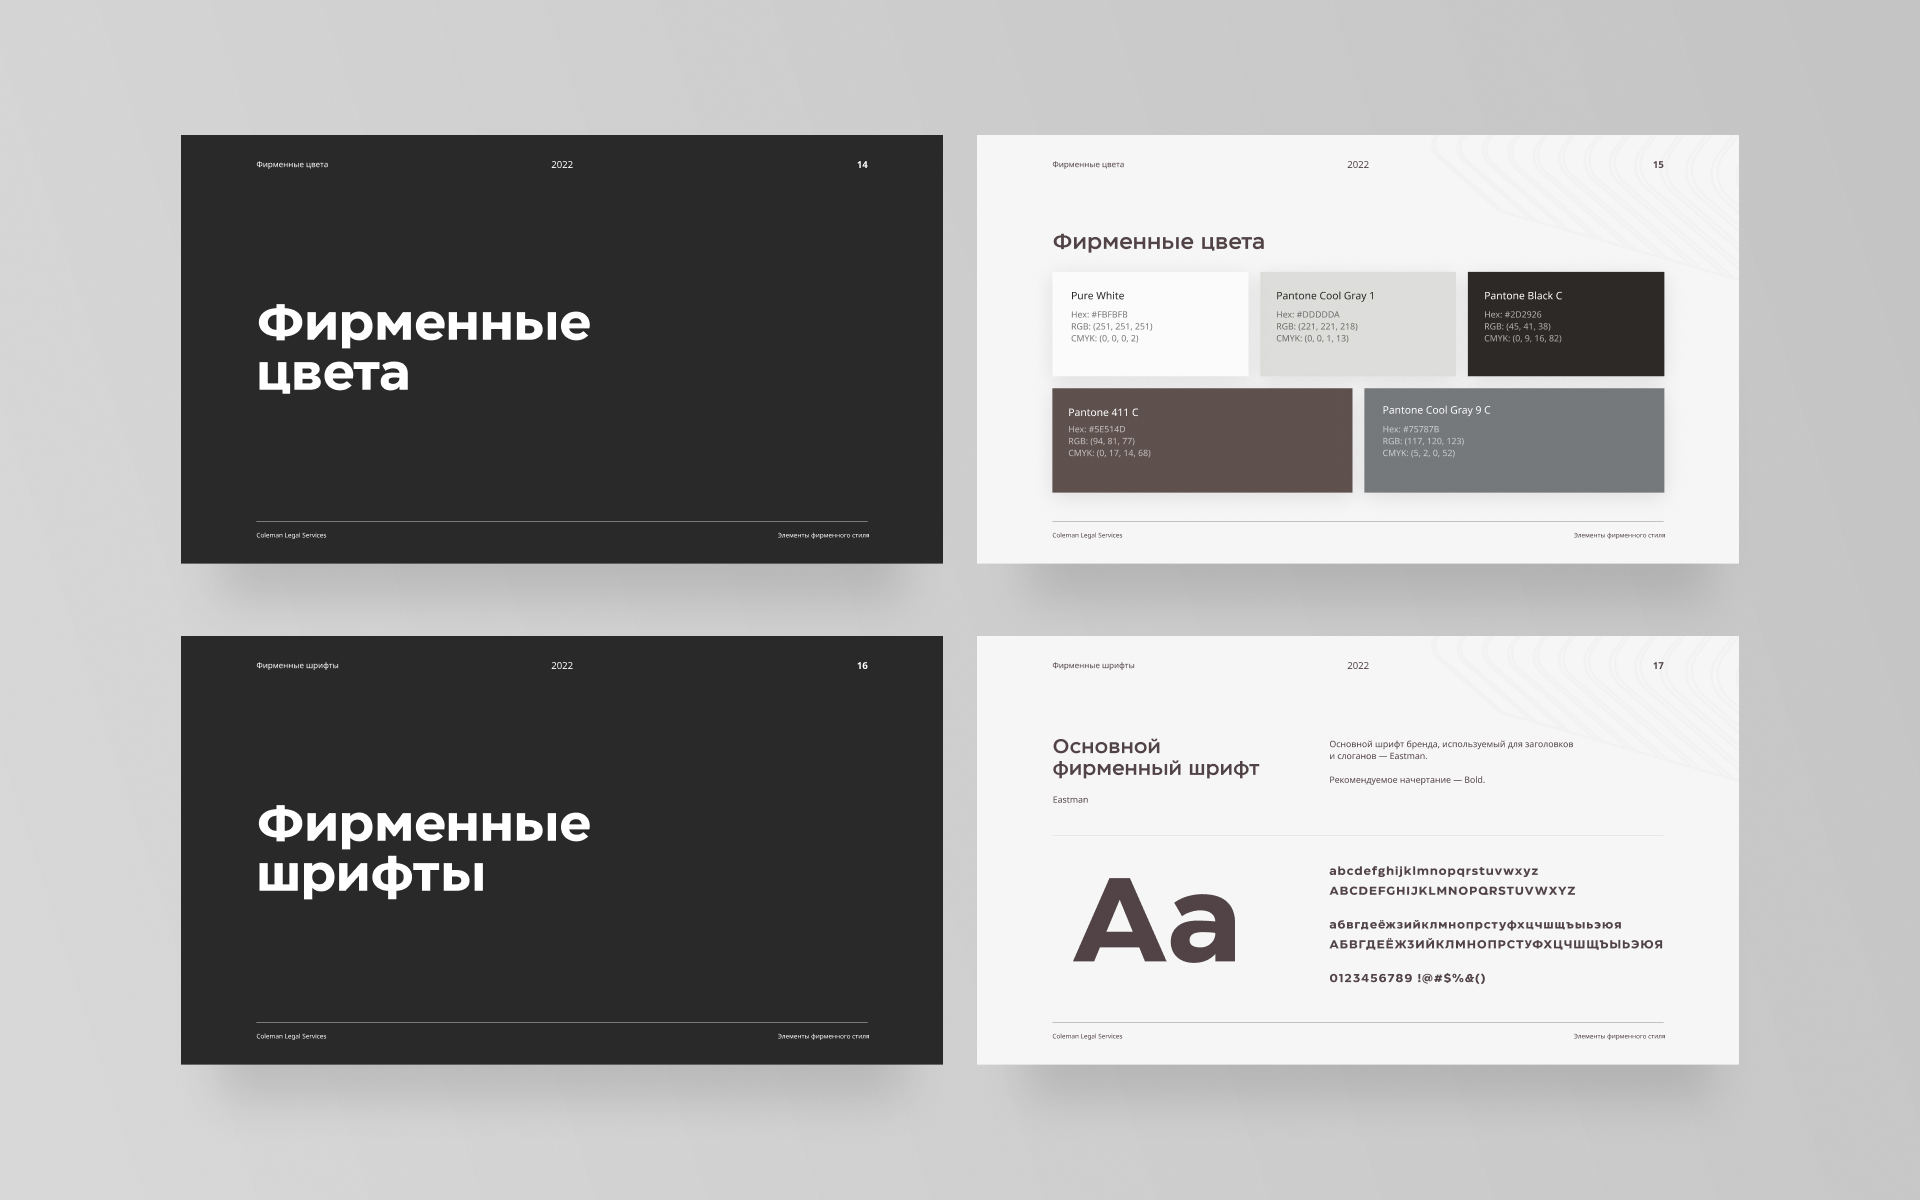 Фирменные цвета
2022
14
Фирменные
цвета
Coleman Legal Services
Элементы фирменного стиля
Фирменные цвета
2022
15
Фирменные цвета
Pure White
Hex: #FBFBFB
RGB: (251, 251, 251)
CMYK: (0, 0, 0, 2)
Pantone Cool Gray 1
Hex: #DDDDDA
RGB: (221, 221, 218)
CMYK: (0, 0, 1, 13)
Pantone Black C
Hex: #2D2926
RGB: (45, 41, 38)
CMYK: (0, 9, 16, 82)
Pantone 411 C
Hex: #5E514D
RGB: (94, 81, 77)
CMYK: (0, 17, 14, 68)
Pantone Cool Gray 9 C
Hex: #75787B
RGB: (117, 120, 123)
CMYK: (5, 2, 0, 52)
Coleman Legal Services
Элементы фирменного стиля
Фирменные шрифты
2022
16
Фирменные
шрифты
Coleman Legal Services
Элементы фирменного стиля
Фирменные шрифты
2022
17
Основной
фирменный шрифт
Eastman
Основной шрифт бренда, используемый для заголовков
и слоганов — Eastman.
Рекомендуемое начертание — Bold.
Aa
abcdefghijklmnopqrstuvwxyz
ABCDEFGHIJKLMNOPQRSTUVWXYZ
абвгдеёжзийклмнопрстуфхцчшщъыьэюя
АБВГДЕЁЖЗИЙКЛМНОПРСТУФХЦЧШЩЪЫЬЭЮЯ
0123456789 !@#$%&()
Coleman Legal Services
Элементы фирменного стиля